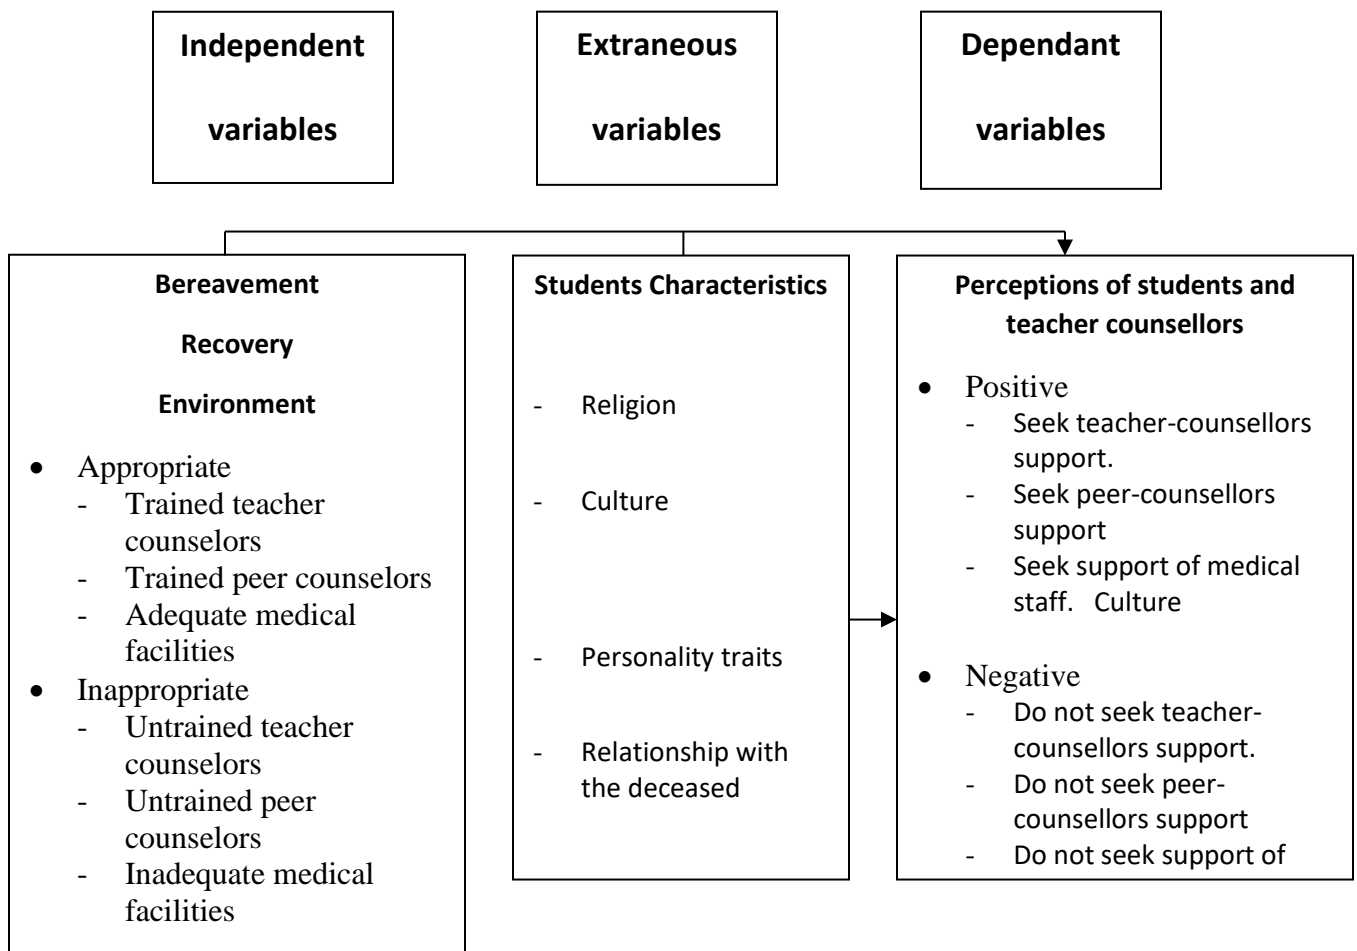 Independent
variables
Extraneous
variables
Dependant
variables
Bereavement
Recovery
Environment
• Appropriate
- Trained teacher
counselors
- Trained peer counselors
- Adequate medical
facilities
• Inappropriate
- Untrained teacher
counselors
- Untrained peer
counselors
- Inadequate medical
facilities
Students Characteristics
- Religion
- Culture
- Personality traits
- Relationship with
the deceased
Perceptions of students and
teacher counsellors
• Positive
- Seek teacher-counsellors
support.
- Seek peer-counsellors
support
- Seek support of medical
staff. Culture
• Negative
- Do not seek teacher-
counsellors support.
- Do not seek peer-
counsellors support
- Do not seek support of